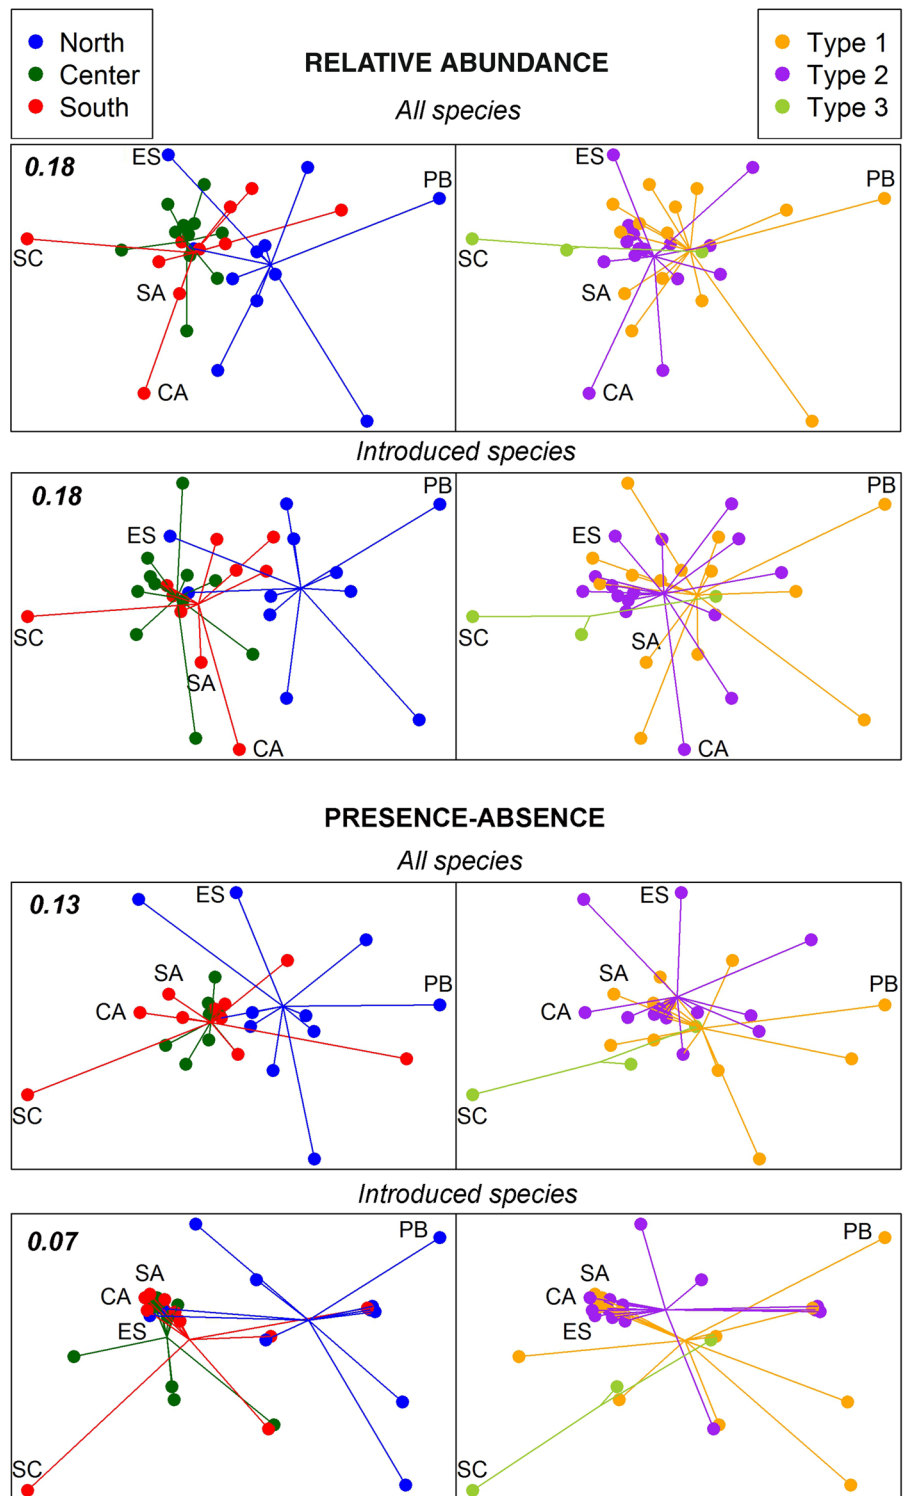 North
Center
South
RELATIVE ABUNDANCE
All species
Type 1
Type 2
Type 3
0.18
ES
PB
SC
SA
CA
ES
PB
SC
SA
CA
Introduced species
0.18
ES
PB
SC
SA
CA
ES
PB
SC
SA
CA
PRESENCE-ABSENCE
All species
0.13
ES
SA
PB
CA
SC
ES
SA
PB
CA
SC
Introduced species
0.07
PB
SA
CA
ES
SC
PB
SA
CA
ES
SC